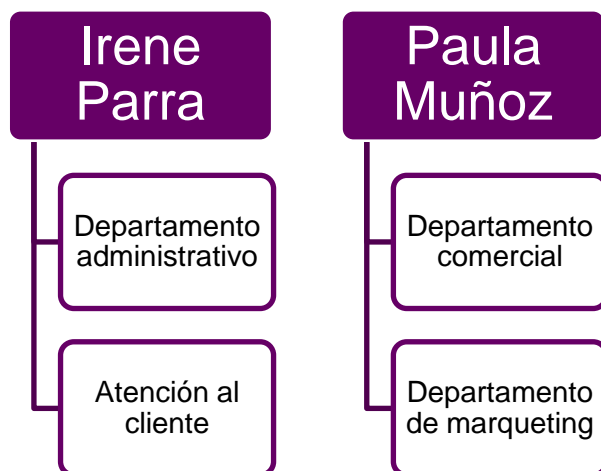 Irene
Parra
Departamento
administrativo
Atención al
cliente
Paula
Muñoz
Departamento
comercial
Departamento
de marqueting